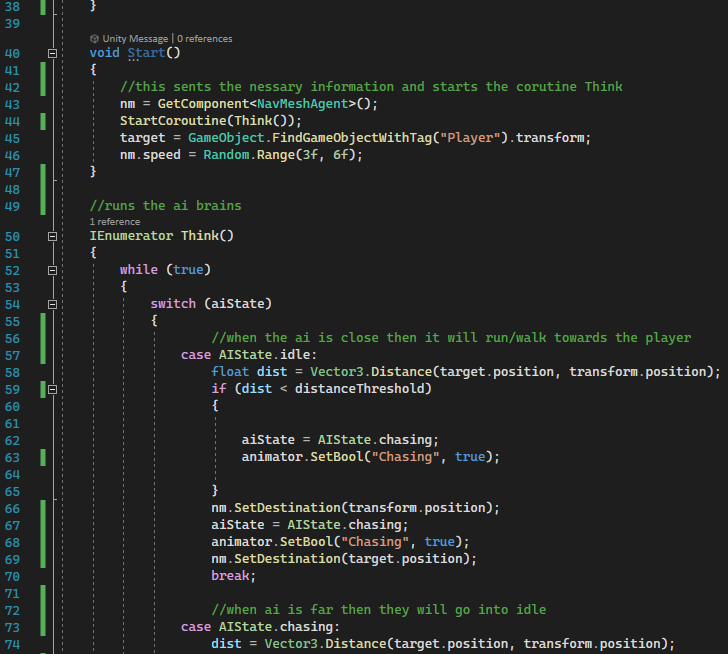 38 }
39
Unity Message | 0 references
40 void Start()
41 {
42 //this sents the nessary information and starts the corutine Think
43 nm = GetComponent<NavMeshAgent>();
44 StartCoroutine(Think());
45 target = GameObject.FindGameObjectWithTag("Player").transform;
46 nm.speed = Random.Range(3f, 6f);
47 }
48
49 //runs the ai brains
1 reference
50 IEnumerator Think()
51 {
52 while (true)
53 {
54 switch (aiState)
55 {
56 //when the ai is close then it will run/walk towards the player
57 case AIState.idle:
58 float dist = Vector3.Distance(target.position, transform.position);
59 if (dist < distanceThreshold)
60 {
61
62 aiState = AIState.chasing;
63 animator.SetBool("Chasing", true);
64
65 }
66 nm.SetDestination(transform.position);
67 aiState = AIState.chasing;
68 animator.SetBool("Chasing", true);
69 nm.SetDestination(target.position);
70 break;
71
72 //when ai is far then they will go into idle
73 case AIState.chasing:
74 dist = Vector3.Distance(target.position, transform.position);